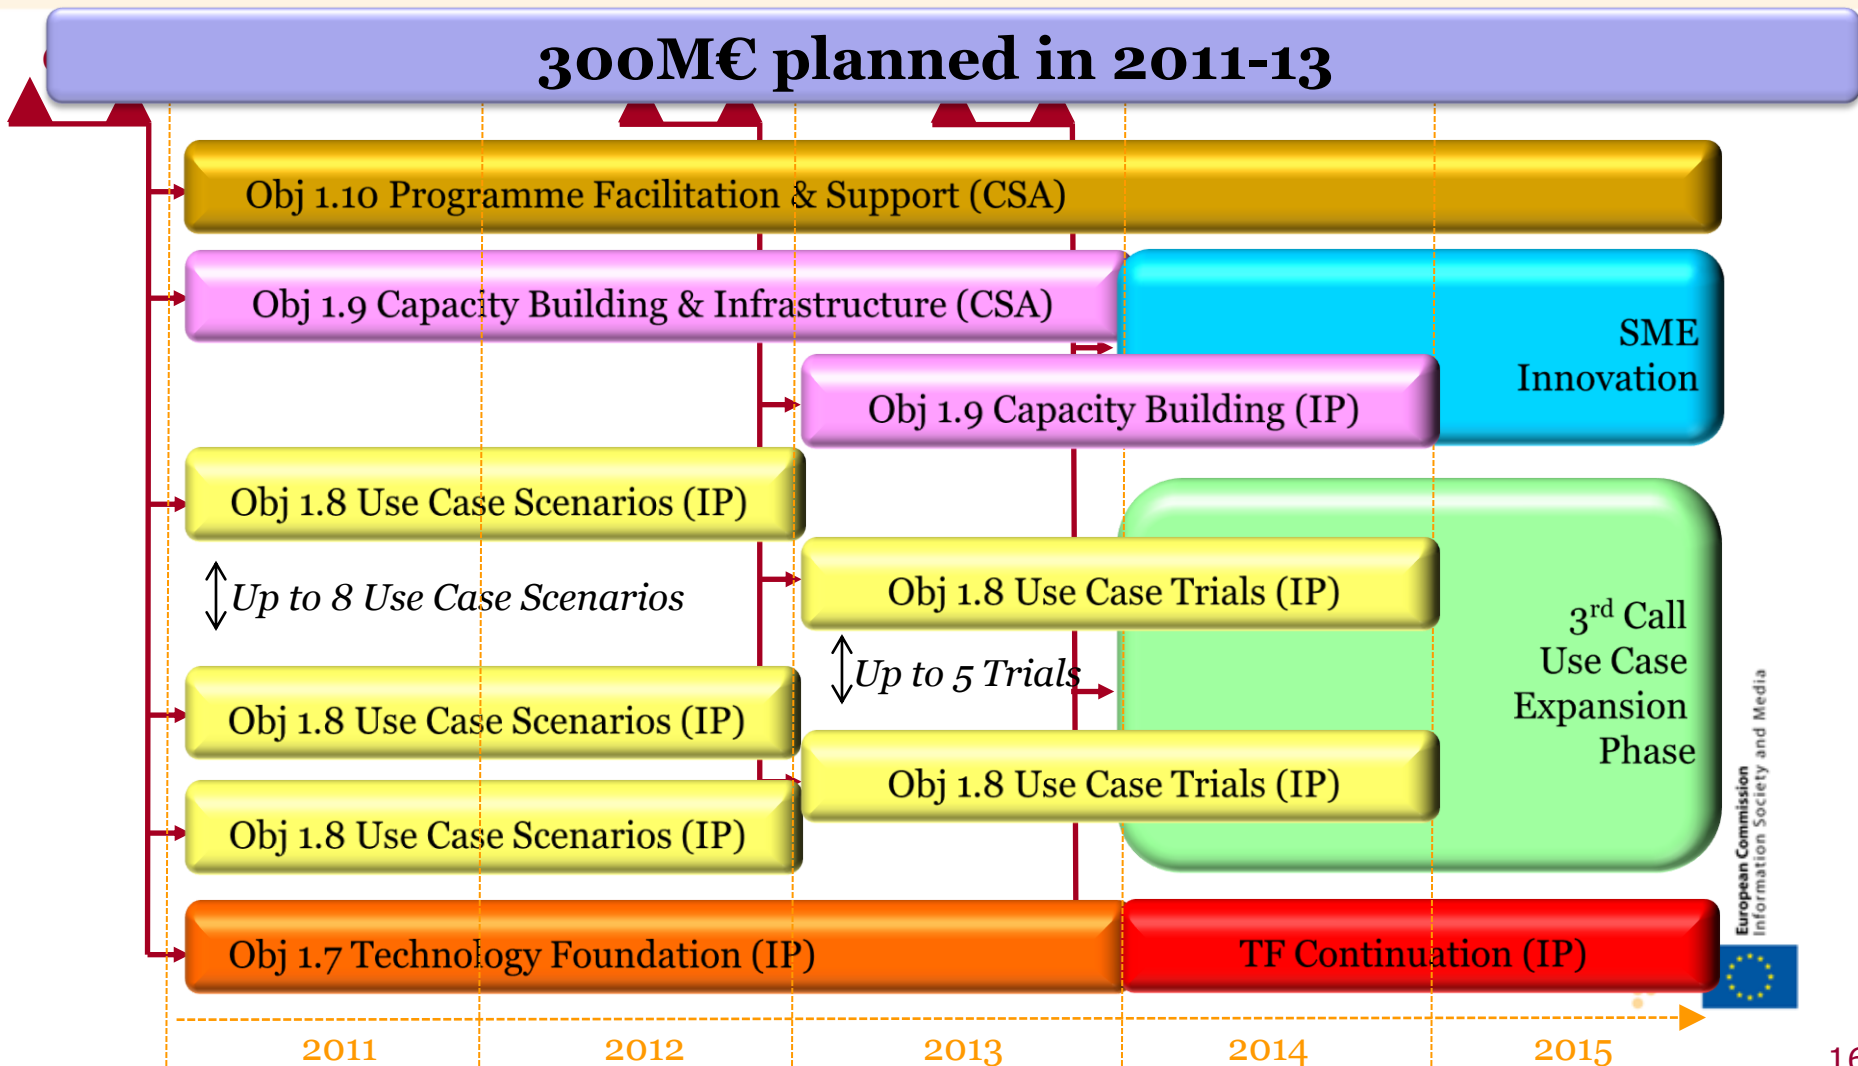 300M€ planned in 2011-13
Obj 1.10 Programme Facilitation & Support (CSA)
Obj 1.9 Capacity Building & Infrastructure (CSA)
SME
Innovation
Obj 1.9 Capacity Building (IP)
Obj 1.8 Use Case Scenarios (IP)
Up to 8 Use Case Scenarios
Obj 1.8 Use Case Trials (IP)
3rd Call
Use Case
Expansion
Phase
Up to 5 Trials
Obj 1.8 Use Case Scenarios (IP)
Obj 1.8 Use Case Trials (IP)
Obj 1.8 Use Case Scenarios (IP)
Obj 1.7 Technology Foundation (IP)
TF Continuation (IP)
European Commission
Information Society and Media
2011
2012
2013
2014
2015
16